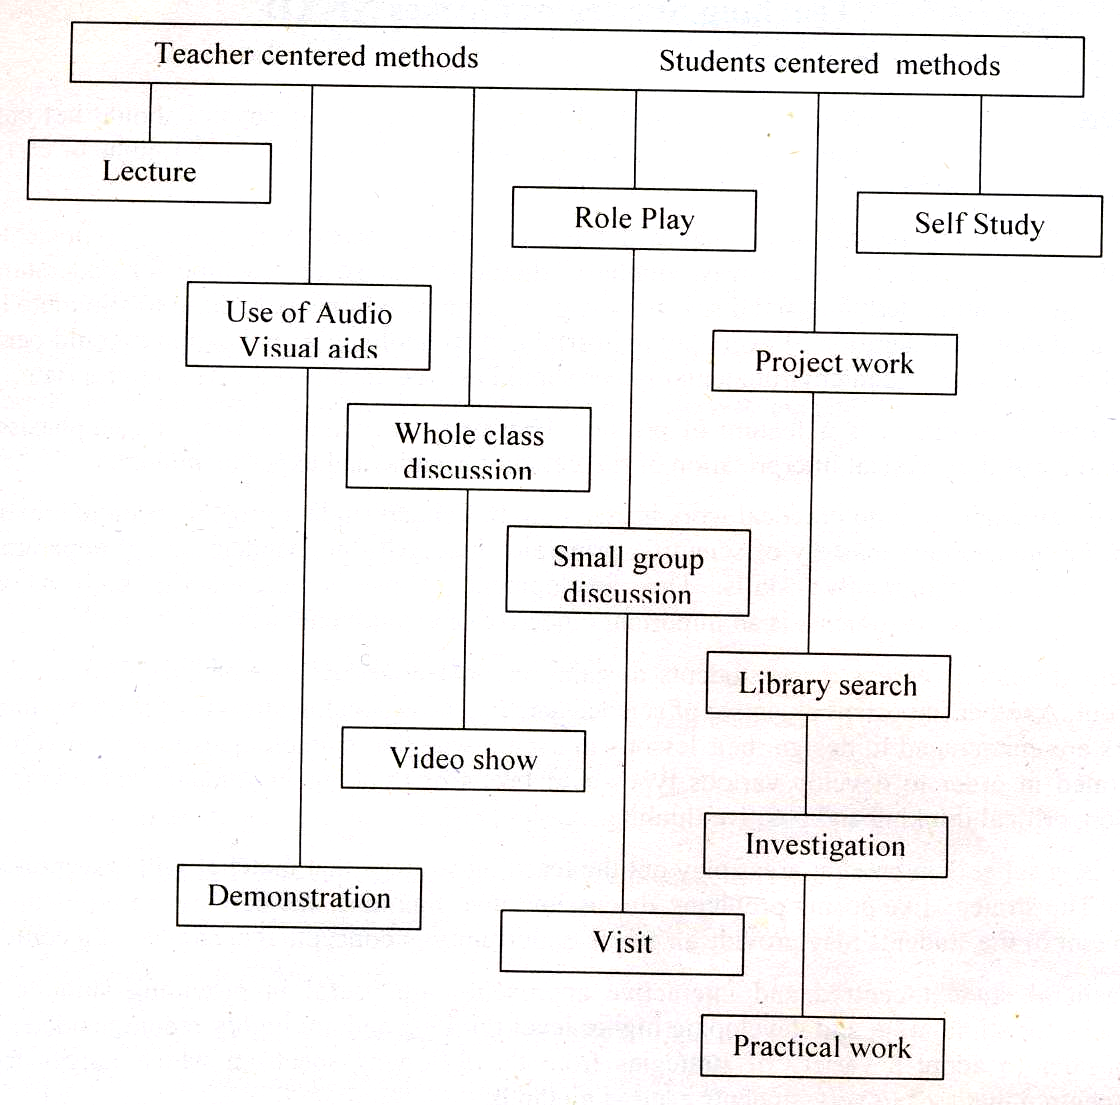 Teacher centered methods
Students centered methods
Lecture
Role Play
Self Study
Use of Audio
Visual aids
Project work
Whole class
discussion
Small group
discussion
Library search
Video show
Investigation
Demonstration
Visit
Practical work